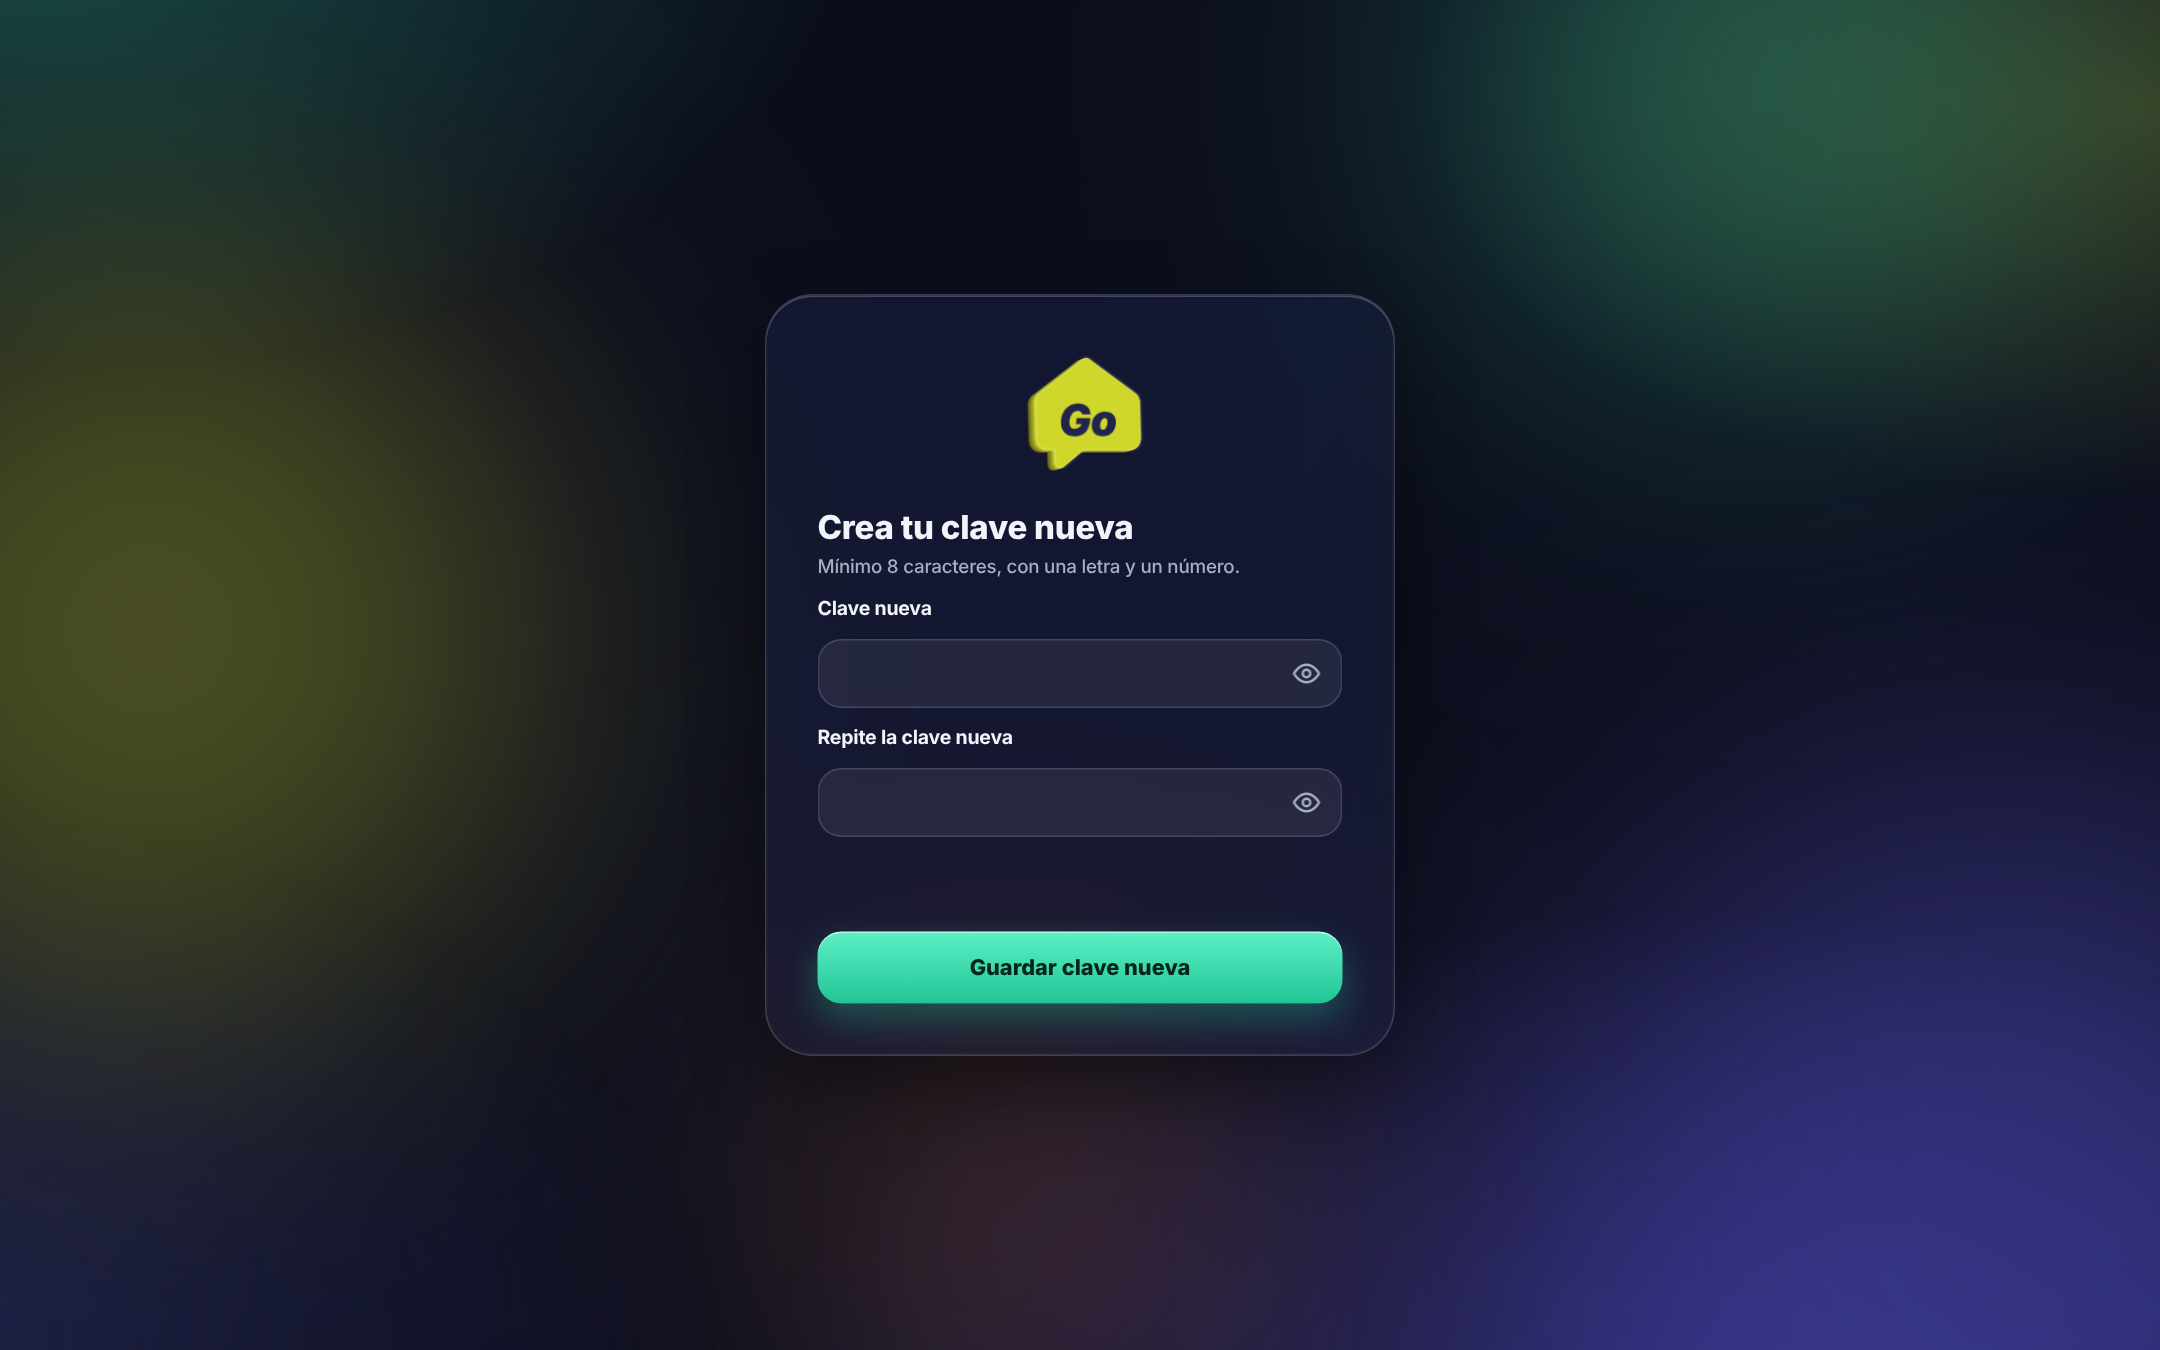 Go
Crea tu clave nueva
Mínimo 8 caracteres, con una letra y un número.
Clave nueva
Repite la clave nueva
Guardar clave nueva